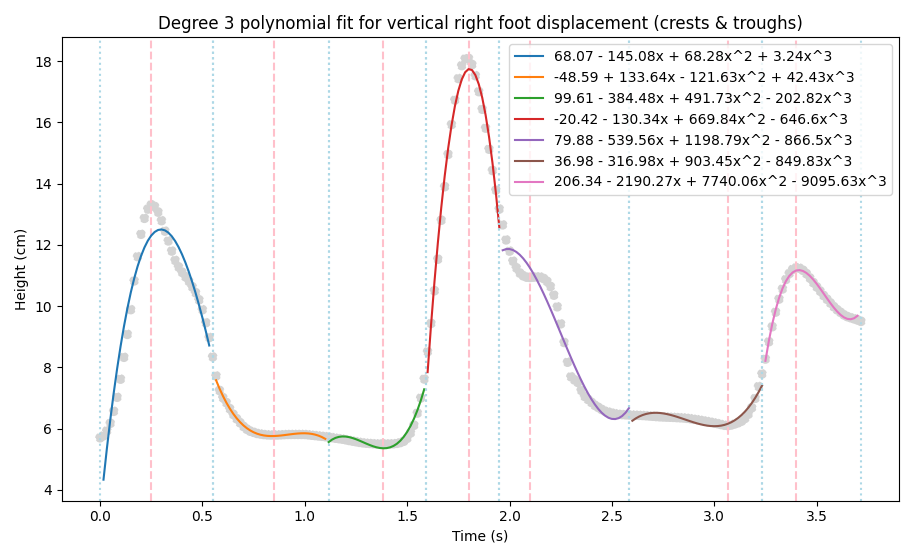 Degree 3 polynomial fit for vertical right foot displacement (crests & troughs)
68.07 - 145.08x + 68.28x^2 + 3.24x^3
-48.59 + 133.64x - 121.63x^2 + 42.43x^3
99.61 - 384.48x + 491.73x^2 - 202.82x^3
-20.42 - 130.34x + 669.84x^2 - 646.6x^3
79.88 - 539.56x + 1198.79x^2 - 866.5x^3
36.98 - 316.98x + 903.45x^2 - 849.83x^3
206.34 - 2190.27x + 7740.06x^2 - 9095.63x^3
Height (cm)
18
16
14
12
10
8
6
4
0.0 0.5 1.0 1.5 2.0 2.5 3.0 3.5
Time (s)